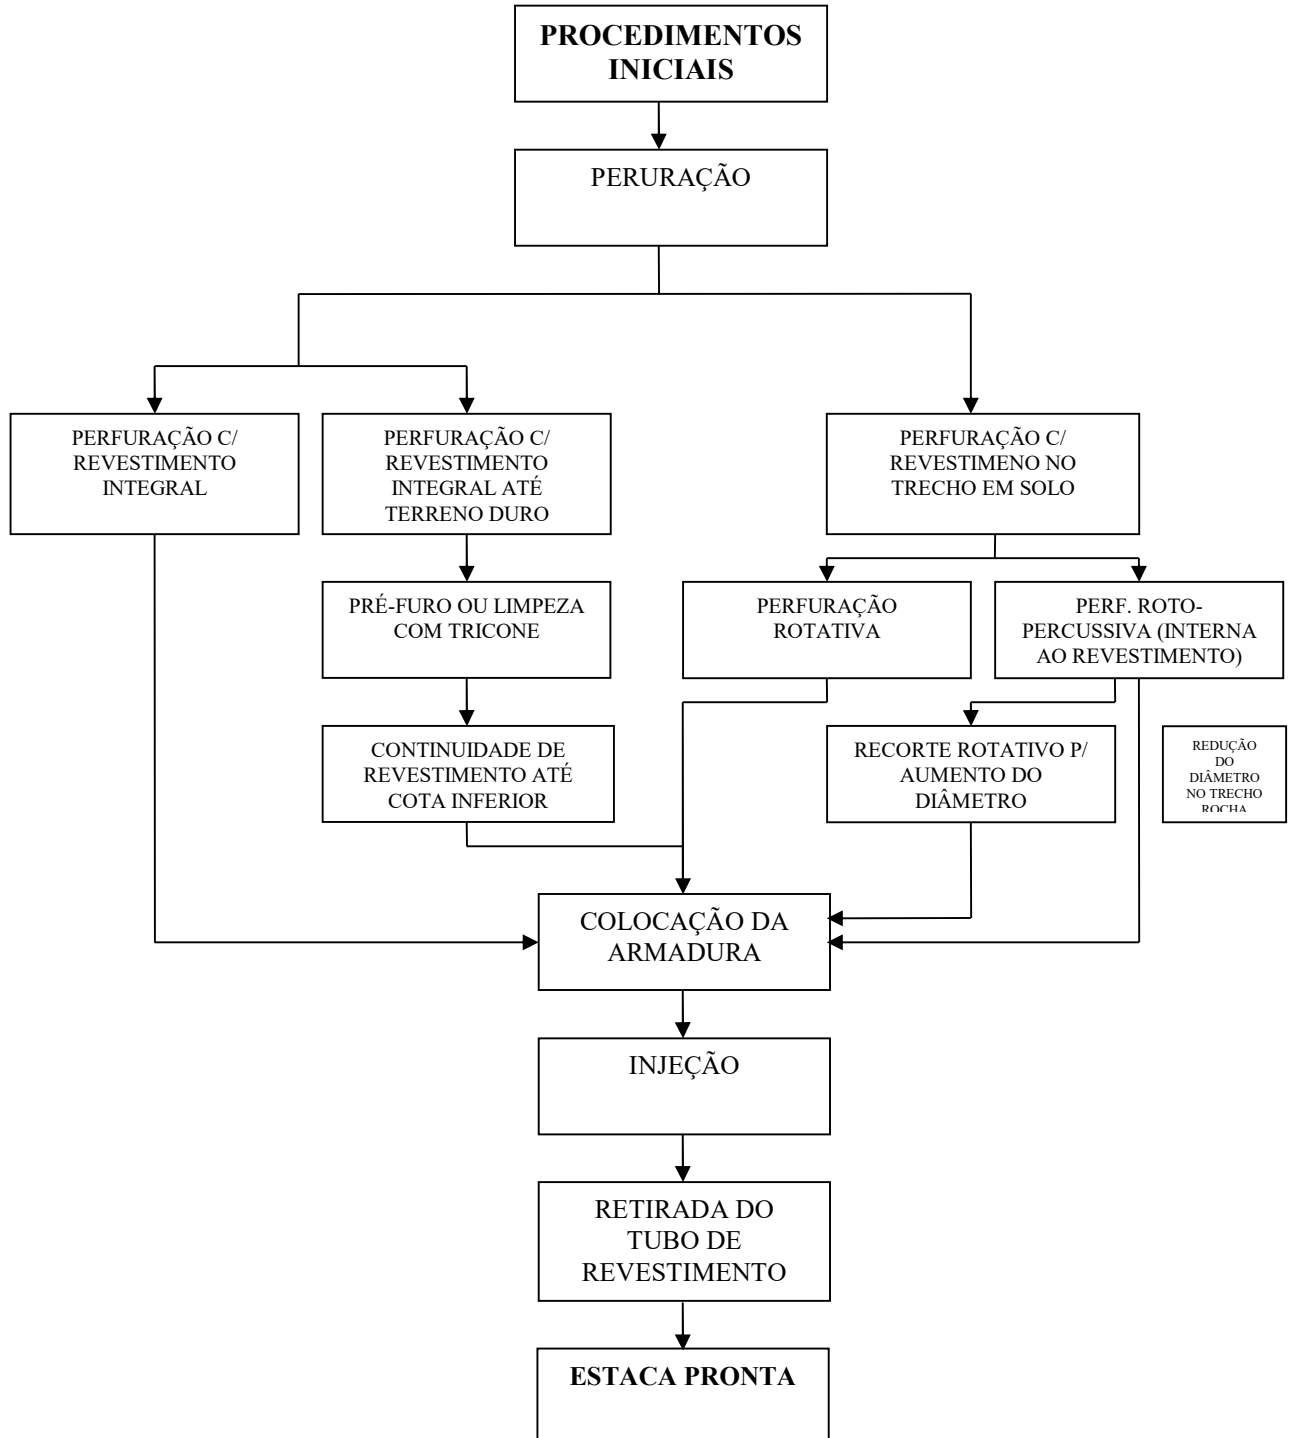 PROCEDIMENTOS
INICIAIS
PERURAÇÃO
PERFURAÇÃO C/
REVESTIMENTO
INTEGRAL
PERFURAÇÃO C/
REVESTIMENTO
INTEGRAL ATÉ
TERRENO DURO
PERFURAÇÃO C/
REVESTIMENO NO
TRECHO EM SOLO
PRÉ-FURO OU LIMPEZA
COM TRICONE
PERFURAÇÃO
ROTATIVA
PERF. ROTO-
PERCUSSIVA (INTERNA
AO REVESTIMENTO)
CONTINUIDADE DE
REVESTIMENTO ATÉ
COTA INFERIOR
RECORTE ROTATIVO P/
AUMENTO DO
DIÂMETRO
REDUÇÃO
DO
DIÂMETRO
NO TRECHO
ROCHA
COLOCAÇÃO DA
ARMADURA
INJEÇÃO
RETIRADA DO
TUBO DE
REVESTIMENTO
ESTACA PRONTA